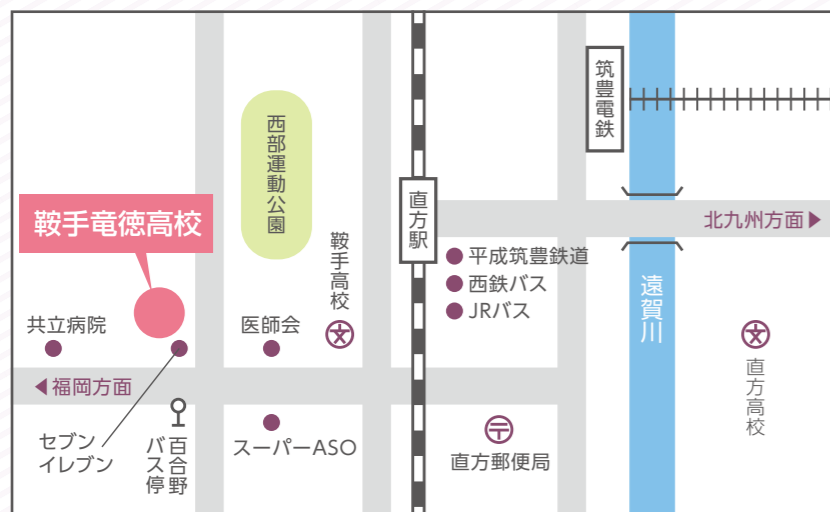 筑豊電鉄
西部運動公園
鞍手竜徳高校
直方駅
北九州方面▶
鞍手高校
平成筑豊鉄道
西鉄バス
JRバス
遠賀川
共立病院
医師会
直方高校
◀福岡方面
セブン
イレブン
百合野
バス停
スーパーASO
〒
直方郵便局
文
文